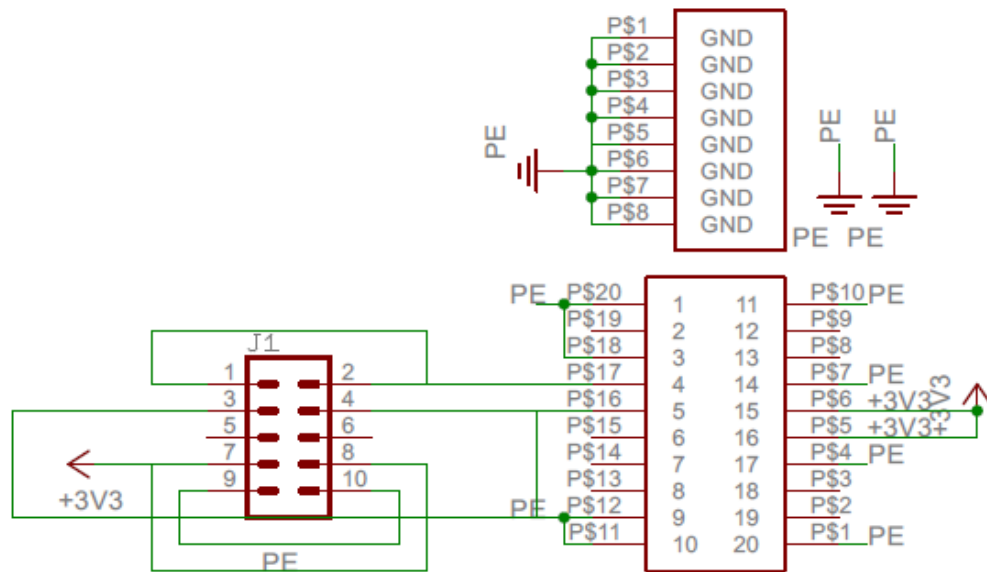 P$1 GND
P$2 GND
P$3 GND
P$4 GND
P$5 GND
PE P$6 GND PE PE
P$7 GND
P$8 GND
PE PE
PE P$20 1 11 P$10 PE
P$19 2 12 P$9
P$18 3 13 P$8
J1
1 2 P$17 4 14 P$7 PE
3 4 P$16 5 15 P$6 +3V3 +3V3
5 6 P$15 6 16 P$5 +3V3
7 8 P$14 7 17 P$4 PE
+3V3 9 10 P$13 8 18 P$3
PE P$12 9 19 P$2
P$11 10 20 P$1 PE
PE